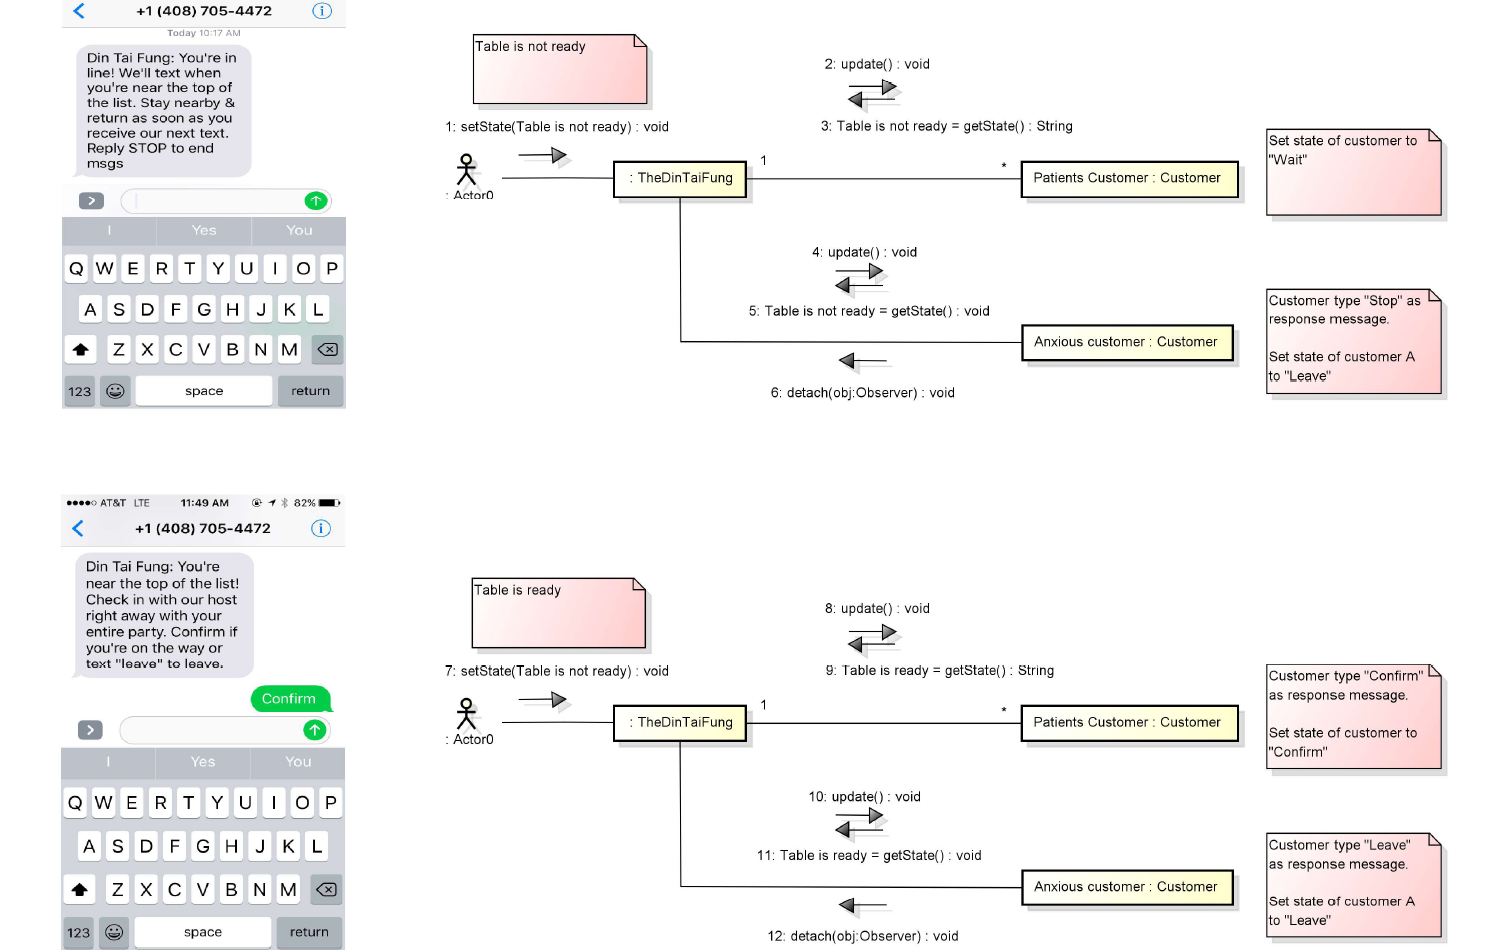 +1 (408) 705-4472
Today 10:17 AM
Din Tai Fung: You're in
line! We'll text when
you're near the top of
the list. Stay nearby &
return as soon as you
receive our next text.
Reply STOP to end
msgs
I Yes You
Q W E R T Y U I O P
A S D F G H J K L
Z X C V B N M
123 space return
Table is not ready
1: setState(Table is not ready) : void
: Actor0
: TheDinTaiFung
2: update() : void
3: Table is not ready = getState() : String
1
*
Patients Customer : Customer
Set state of customer to
"Wait"
4: update() : void
5: Table is not ready = getState() : void
Anxious customer : Customer
6: detach(obj:Observer) : void
Customer type "Stop" as
response message.
Set state of customer A
to "Leave"
AT&T LTE 11:49 AM 82%
+1 (408) 705-4472
Din Tai Fung: You're
near the top of the list!
Check in with our host
right away with your
entire party. Confirm if
you're on the way or
text "leave" to leave.
Confirm
I Yes You
Q W E R T Y U I O P
A S D F G H J K L
Z X C V B N M
123 space return
Table is ready
7: setState(Table is not ready) : void
: Actor0
: TheDinTaiFung
8: update() : void
9: Table is ready = getState() : String
1
*
Patients Customer : Customer
Customer type "Confirm"
as response message.
Set state of customer to
"Confirm"
10: update() : void
11: Table is ready = getState() : void
Anxious customer : Customer
12: detach(obj:Observer) : void
Customer type "Leave"
as response message.
Set state of customer A
to "Leave"